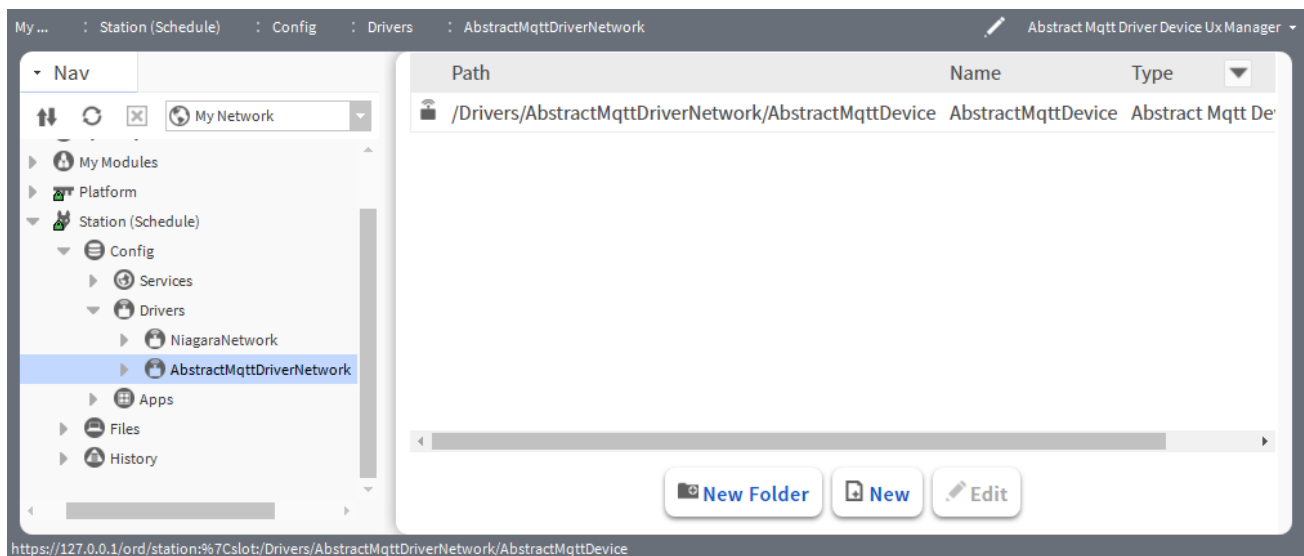 My ... : Station (Schedule) : Config : Drivers : AbstractMqttDriverNetwork Abstract Mqtt Driver Device Ux Manager
Nav
My Network
My Modules
Platform
Station (Schedule)
Config
Services
Drivers
NiagaraNetwork
AbstractMqttDriverNetwork
Apps
Files
History
Path Name Type
/Drivers/AbstractMqttDriverNetwork/AbstractMqttDevice AbstractMqttDevice Abstract Mqtt De
New Folder New Edit
https://127.0.0.1/ord/station:%7Cslot:/Drivers/AbstractMqttDriverNetwork/AbstractMqttDevice